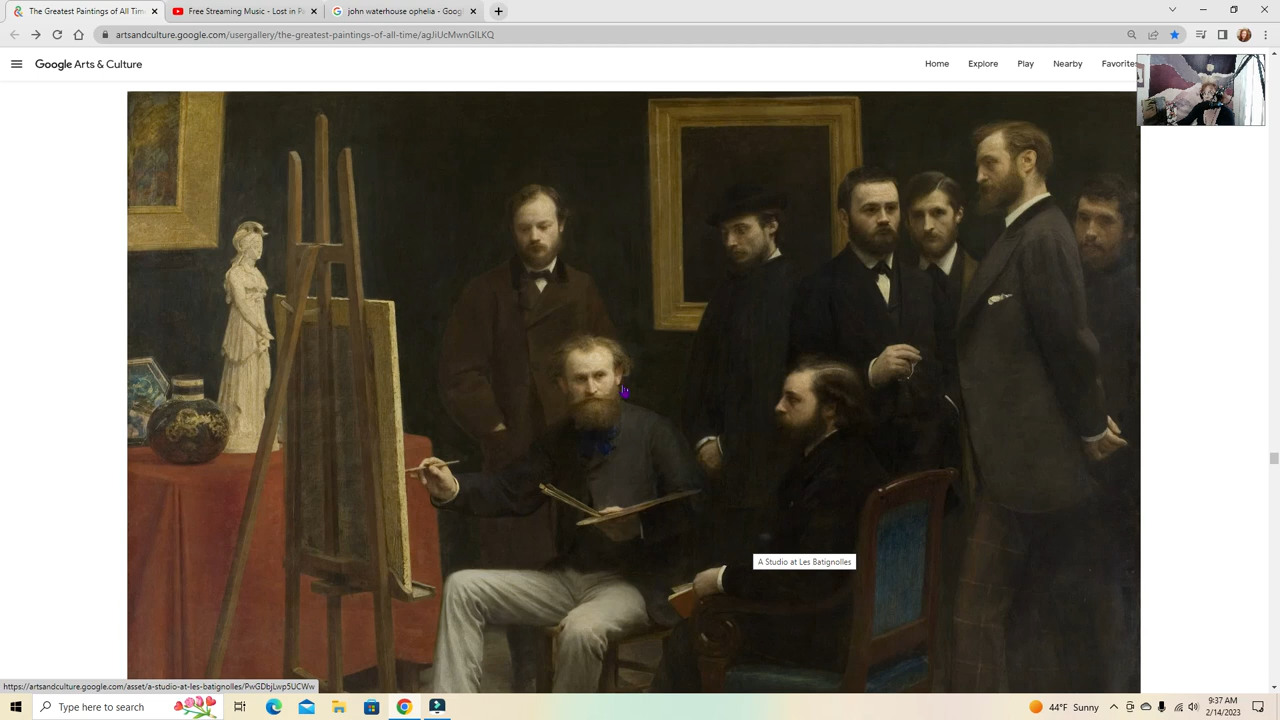 The Greatest Paintings of All Tim
Free Streaming Music - Lost in Pi
john waterhouse ophelia - Goog
artsandculture.google.com/usergallery/the-greatest-paintings-of-all-time/agJiUcMwnGlLKQ
Google Arts & Culture
Home Explore Play Nearby Favorites
A Studio at Les Batignolles
https://artsandculture.google.com/asset/a-studio-at-les-batignolles/PwGDbjLwp5UCWw
Type here to search
44°F Sunny
9:37 AM
2/14/2023